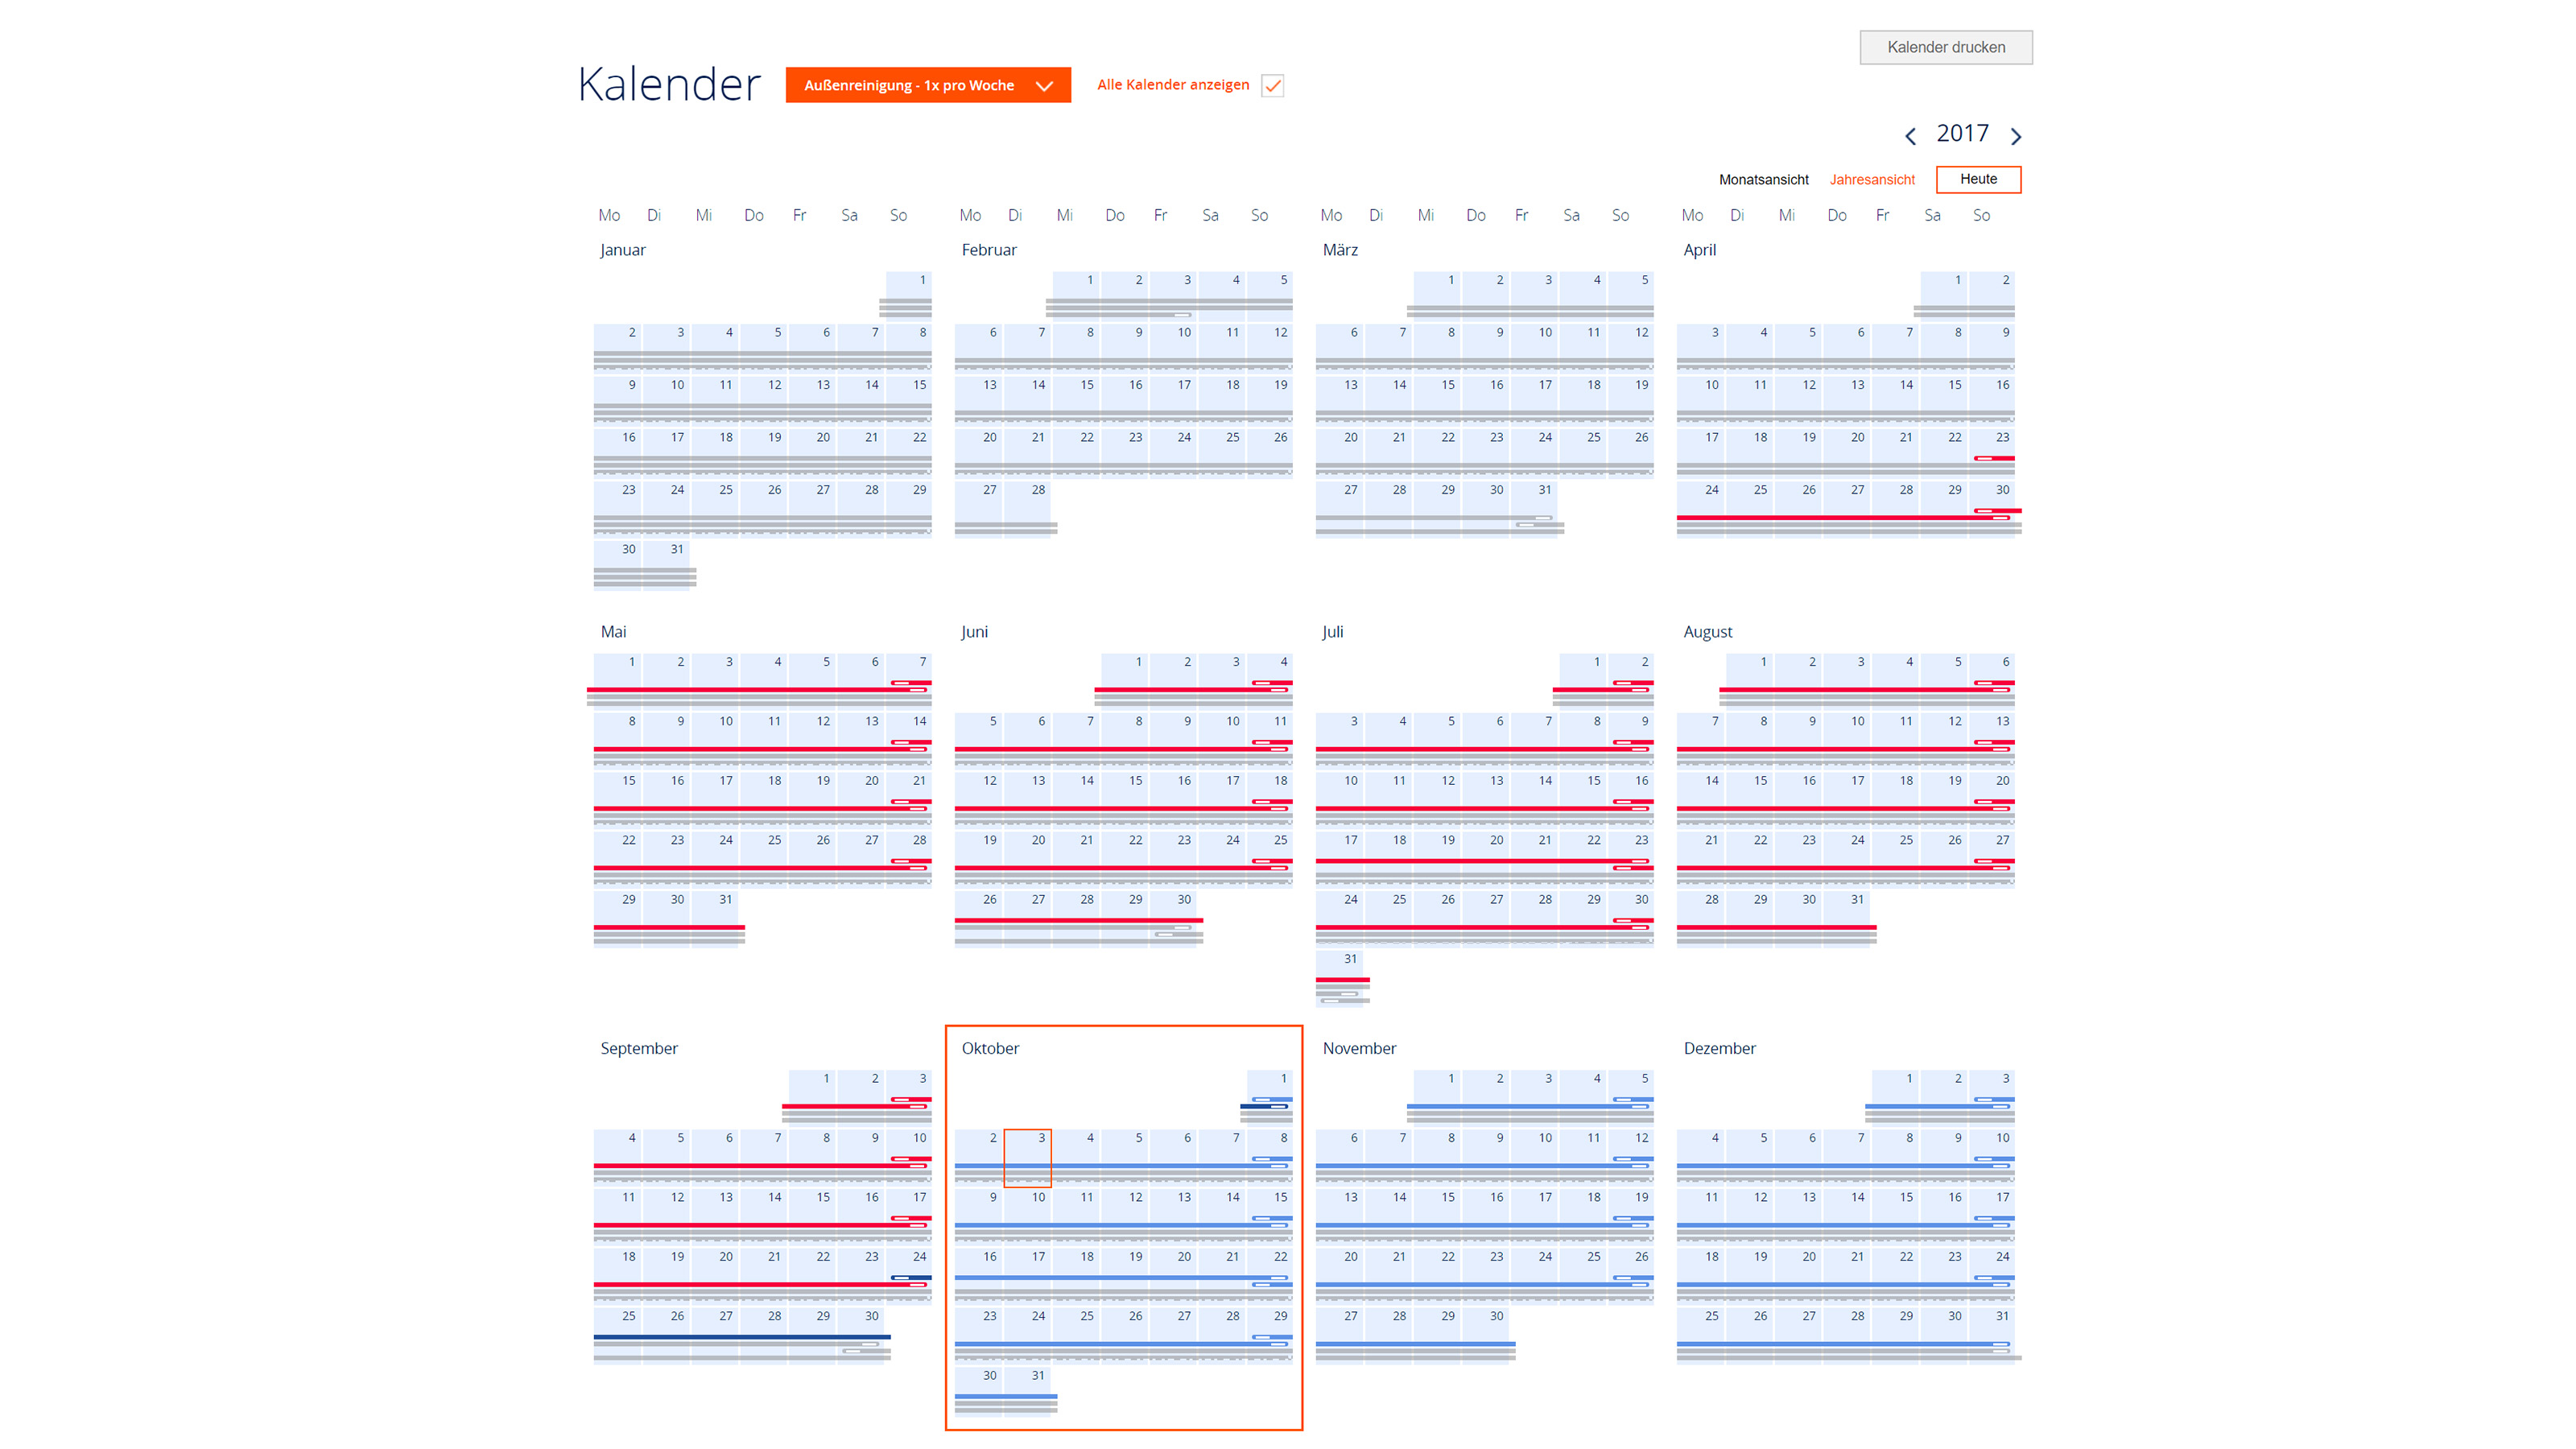 Kalender drucken
Kalender Außenreinigung - 1x pro Woche Alle Kalender anzeigen
2017
Monatsansicht Jahresansicht Heute
Mo Di Mi Do Fr Sa So Mo Di Mi Do Fr Sa So Mo Di Mi Do Fr Sa So Mo Di Mi Do Fr Sa So
Januar
1
2 3 4 5 6 7 8
9 10 11 12 13 14 15
16 17 18 19 20 21 22
23 24 25 26 27 28 29
30 31
Februar
1 2 3 4 5
6 7 8 9 10 11 12
13 14 15 16 17 18 19
20 21 22 23 24 25 26
27 28
März
1 2 3 4 5
6 7 8 9 10 11 12
13 14 15 16 17 18 19
20 21 22 23 24 25 26
27 28 29 30 31
April
1 2
3 4 5 6 7 8 9
10 11 12 13 14 15 16
17 18 19 20 21 22 23
24 25 26 27 28 29 30
Mai
1 2 3 4 5 6 7
8 9 10 11 12 13 14
15 16 17 18 19 20 21
22 23 24 25 26 27 28
29 30 31
Juni
1 2 3 4
5 6 7 8 9 10 11
12 13 14 15 16 17 18
19 20 21 22 23 24 25
26 27 28 29 30
Juli
1 2
3 4 5 6 7 8 9
10 11 12 13 14 15 16
17 18 19 20 21 22 23
24 25 26 27 28 29 30
31
August
1 2 3 4 5 6
7 8 9 10 11 12 13
14 15 16 17 18 19 20
21 22 23 24 25 26 27
28 29 30 31
September
1 2 3
4 5 6 7 8 9 10
11 12 13 14 15 16 17
18 19 20 21 22 23 24
25 26 27 28 29 30
Oktober
1
2 3 4 5 6 7 8
9 10 11 12 13 14 15
16 17 18 19 20 21 22
23 24 25 26 27 28 29
30 31
November
1 2 3 4 5
6 7 8 9 10 11 12
13 14 15 16 17 18 19
20 21 22 23 24 25 26
27 28 29 30
Dezember
1 2 3
4 5 6 7 8 9 10
11 12 13 14 15 16 17
18 19 20 21 22 23 24
25 26 27 28 29 30 31